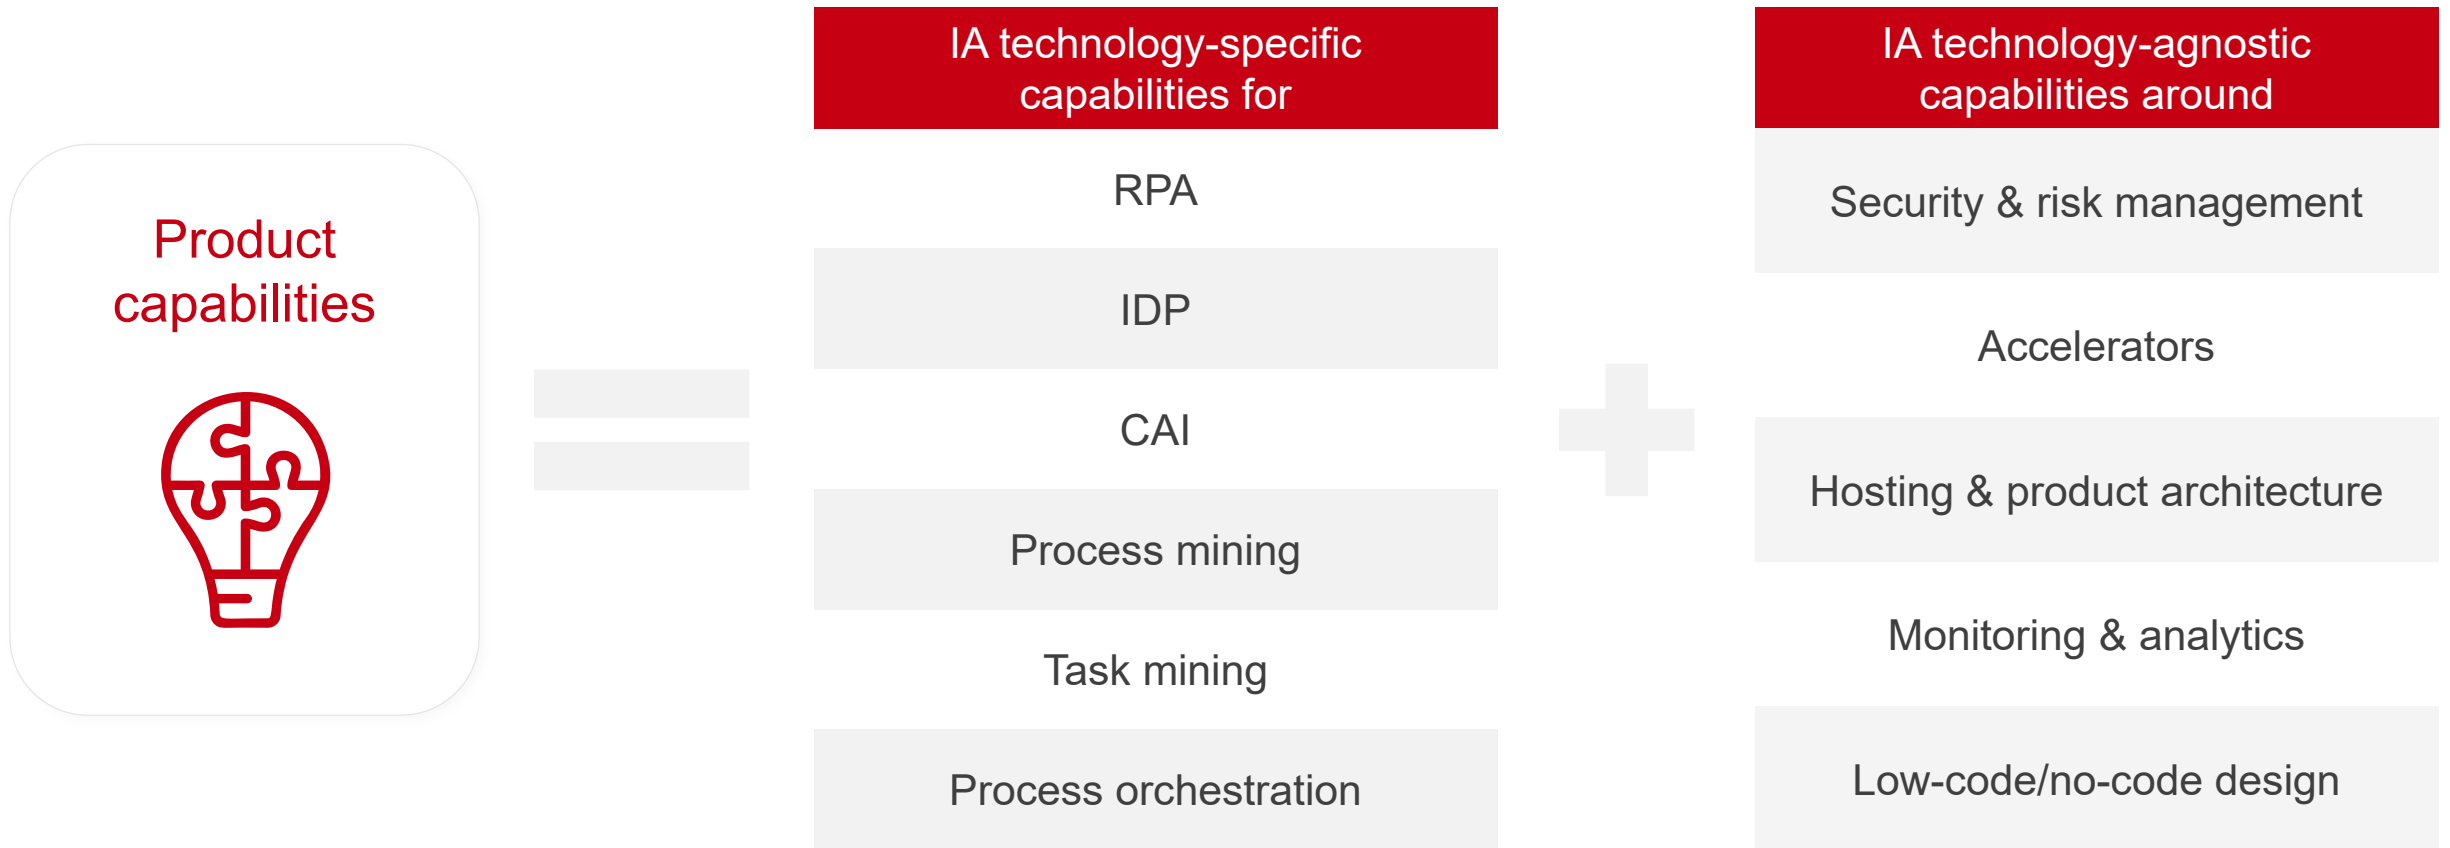 Product
capabilities
IA technology-specific
capabilities for
RPA
IDP
CAI
Process mining
Task mining
Process orchestration
IA technology-agnostic
capabilities around
Security & risk management
Accelerators
Hosting & product architecture
Monitoring & analytics
Low-code/no-code design